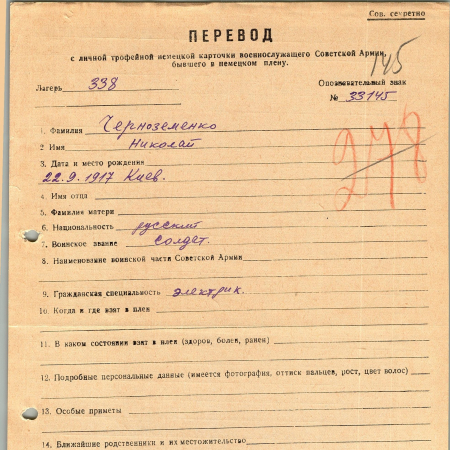 Сов. секретно
ПЕРЕВОД
с личной трофейной немецкой карточки военнослужащего Советской Армии,
бывшего в немецком плену.
145
Лагерь 338
Опознавательный знак
№ 33145
1. Фамилия Черноземенко
2 Имя Николай
278
3. Дата и место рождения
22.9.1917 Киев.
4. Имя отца
5. Фамилия матери
6. Национальность русский
7. Воинское звание солдат.
8. Наименование воинской части Советской Армии
9. Гражданская специальность электрик.
10. Когда и где взят в плен
11. В каком состоянии взят в плен (здоров, болен, ранен)
12. Подробные персональные данные (имеется фотография, оттиск пальцев, рост, цвет волос)
13. Особые приметы
14. Ближайшие родственники и их местожительство